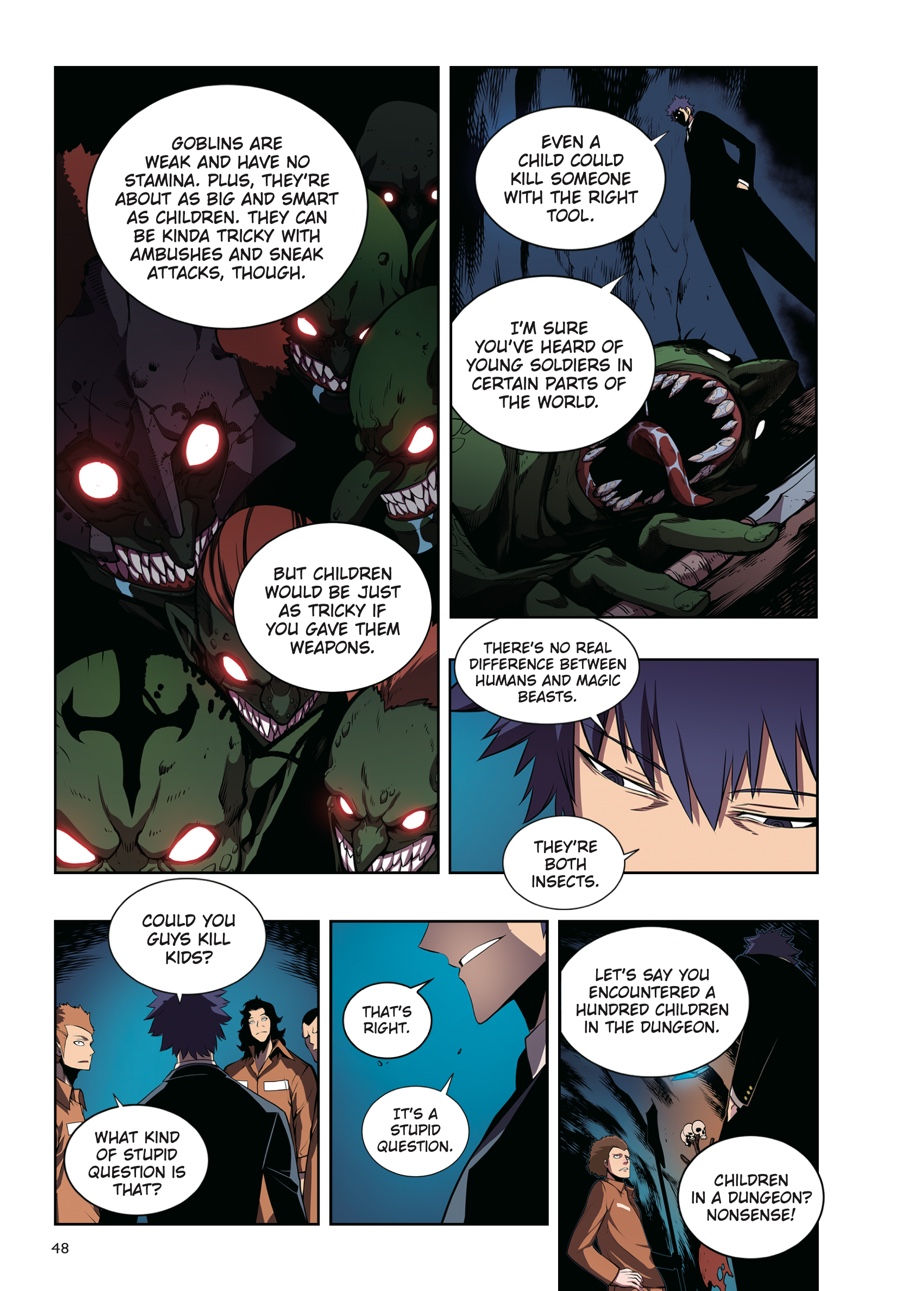 GOBLINS ARE
WEAK AND HAVE NO
STAMINA. PLUS, THEY'RE
ABOUT AS BIG AND SMART
AS CHILDREN. THEY CAN
BE KINDA TRICKY WITH
AMBUSHES AND SNEAK
ATTACKS, THOUGH.
BUT CHILDREN
WOULD BE JUST
AS TRICKY IF
YOU GAVE THEM
WEAPONS.
EVEN A
CHILD COULD
KILL SOMEONE
WITH THE RIGHT
TOOL.
I'M SURE
YOU'VE HEARD OF
YOUNG SOLDIERS IN
CERTAIN PARTS OF
THE WORLD.
THERE'S NO REAL
DIFFERENCE BETWEEN
HUMANS AND MAGIC
BEASTS.
THEY'RE
BOTH
INSECTS.
COULD YOU
GUYS KILL
KIDS?
WHAT KIND
OF STUPID
QUESTION IS
THAT?
THAT'S
RIGHT.
IT'S A
STUPID
QUESTION.
LET'S SAY YOU
ENCOUNTERED A
HUNDRED CHILDREN
IN THE DUNGEON.
CHILDREN
IN A DUNGEON?
NONSENSE!
48